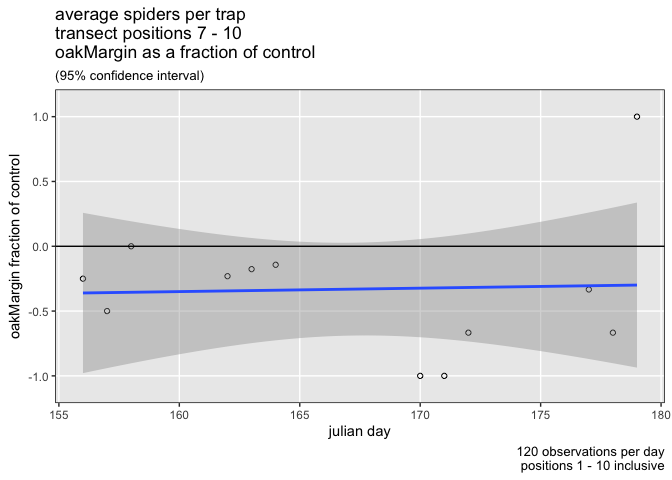 average spiders per trap
transect positions 7 - 10
oakMargin as a fraction of control
(95% confidence interval)
oakMargin fraction of control
1.0
0.5
0.0
-0.5
-1.0
155
160
165
170
175
180
julian day
120 observations per day
positions 1 - 10 inclusive